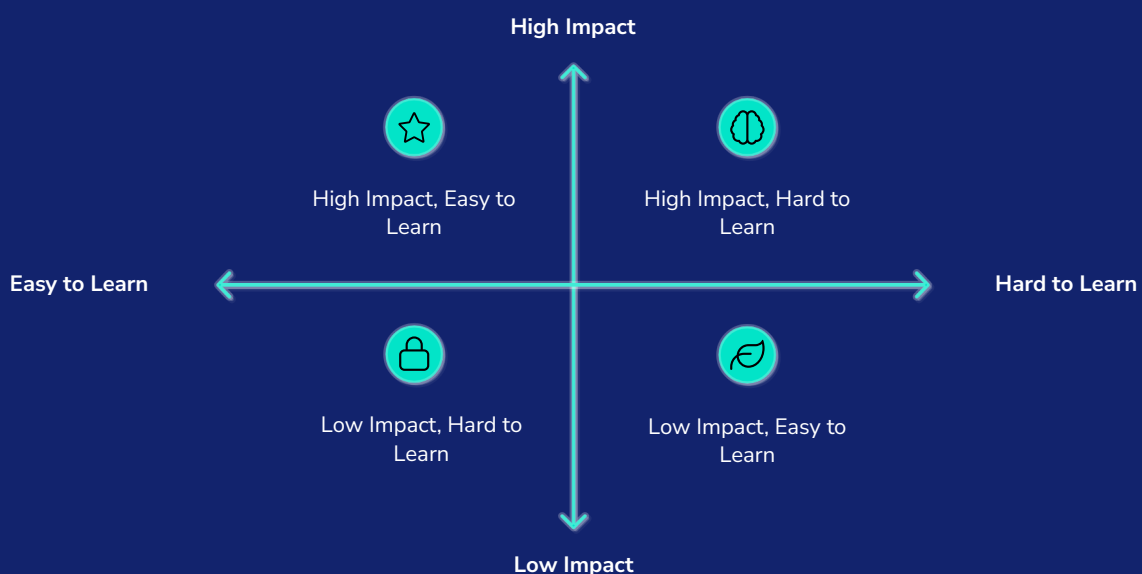 High Impact
High Impact, Easy to
Learn
High Impact, Hard to
Learn
Easy to Learn
Hard to Learn
Low Impact, Hard to
Learn
Low Impact, Easy to
Learn
Low Impact